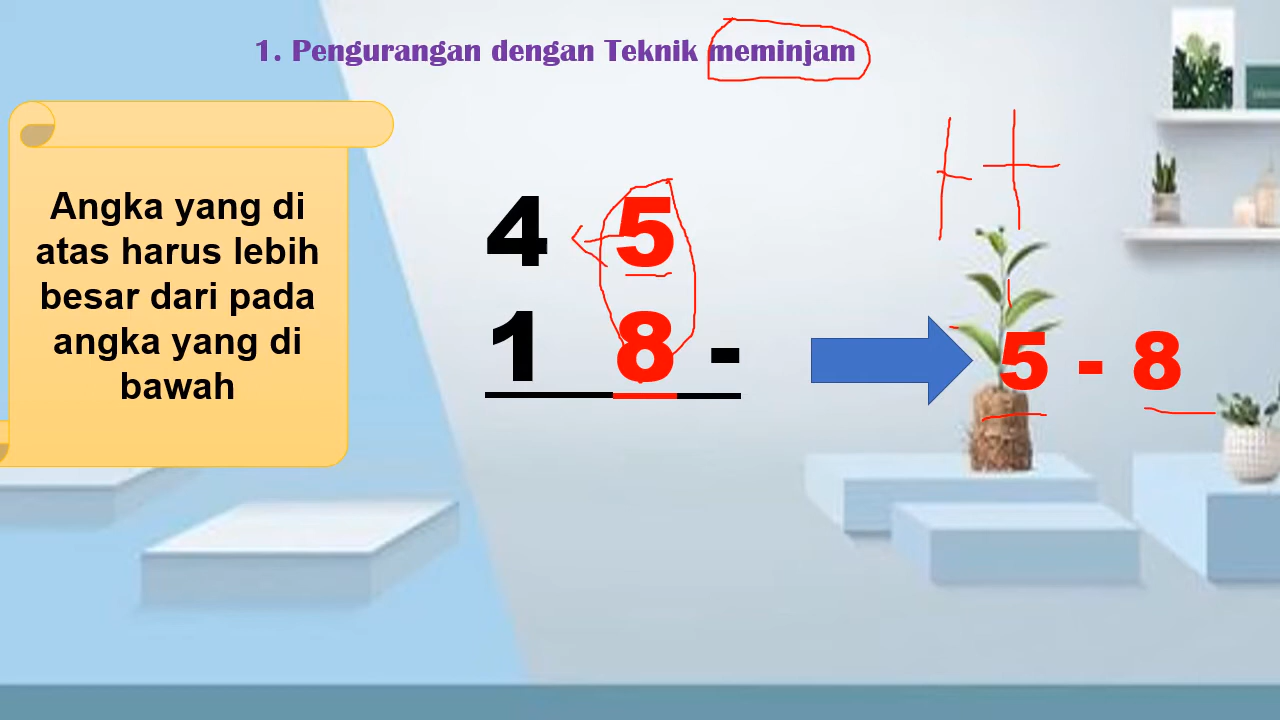 1. Pengurangan dengan Teknik meminjam
Angka yang di
atas harus lebih
besar dari pada
angka yang di
bawah
4 5
1 8 -
5 - 8